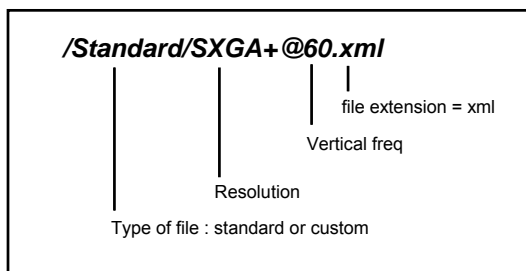 /Standard/SXGA+@60.xml
file extension = xml
Vertical freq
Resolution
Type of file : standard or custom